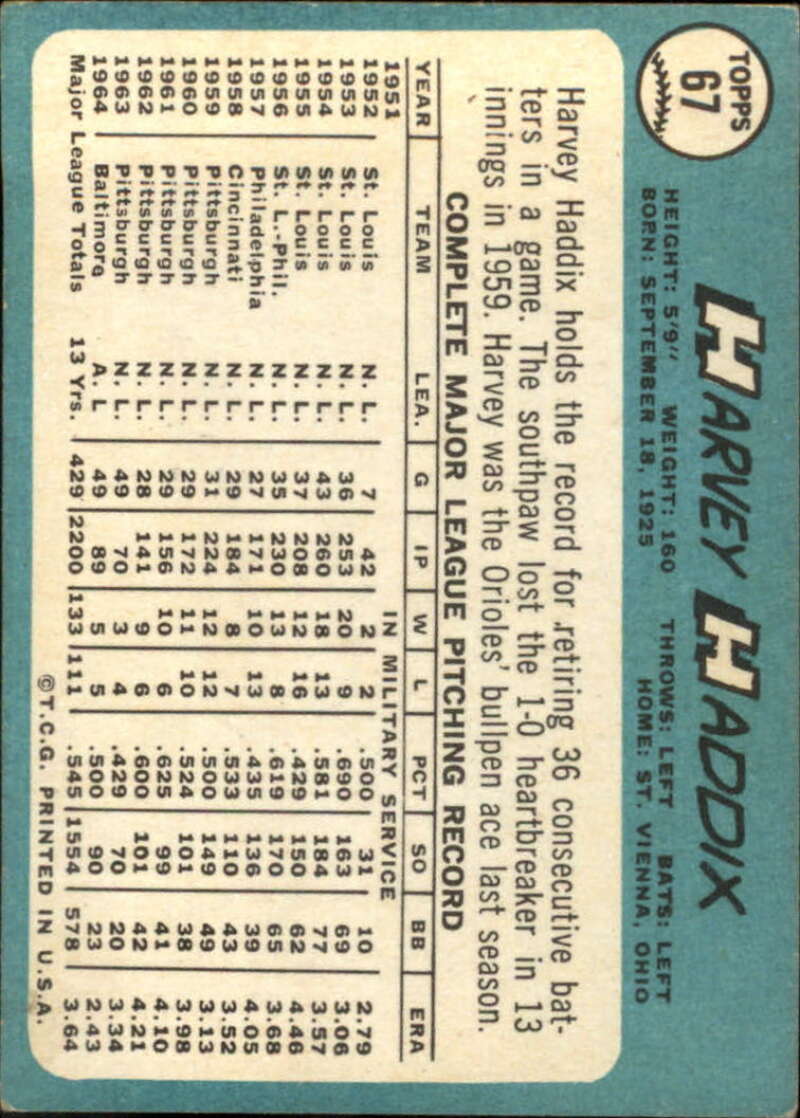 TOPPS
67
HARVEY HADDIX
HEIGHT: 5'9" WEIGHT: 160 THROWS: LEFT BATS: LEFT
BORN: SEPTEMBER 18, 1925 HOME: ST. VIENNA, OHIO
Harvey Haddix holds the record for retiring 36 consecutive bat-
ters in a game. The southpaw lost the 1-0 heartbreaker in 13
innings in 1959. Harvey was the Orioles' bullpen ace last season.
COMPLETE MAJOR LEAGUE PITCHING RECORD
YEAR TEAM LEA. G IP W L PCT SO BB ERA
1951 IN MILITARY SERVICE
1952 St. Louis N. L. 7 42 2 2 .500 31 10 2.79
1953 St. Louis N. L. 36 253 20 9 .690 163 69 3.06
1954 St. Louis N. L. 43 260 18 13 .581 184 77 3.57
1955 St. Louis N. L. 37 208 12 16 .429 150 62 4.46
1956 St. L.-Phil. N. L. 35 230 13 8 .619 170 65 3.68
1957 Philadelphia N. L. 27 171 10 13 .435 136 39 4.05
1958 Cincinnati N. L. 29 184 8 7 .533 110 43 3.52
1959 Pittsburgh N. L. 31 224 12 12 .500 149 49 3.13
1960 Pittsburgh N. L. 29 172 11 10 .524 101 38 3.98
1961 Pittsburgh N. L. 29 156 10 6 .625 99 41 4.10
1962 Pittsburgh N. L. 28 141 9 6 .600 101 42 4.21
1963 Pittsburgh N. L. 49 70 3 4 .429 70 20 3.34
1964 Baltimore A. L 49 89 5 5 .500 90 23 2.43
Major League Totals 13 Yrs. 429 2200 133 111 .545 1554 578 3.64
©T.C.G. PRINTED IN U.S.A.